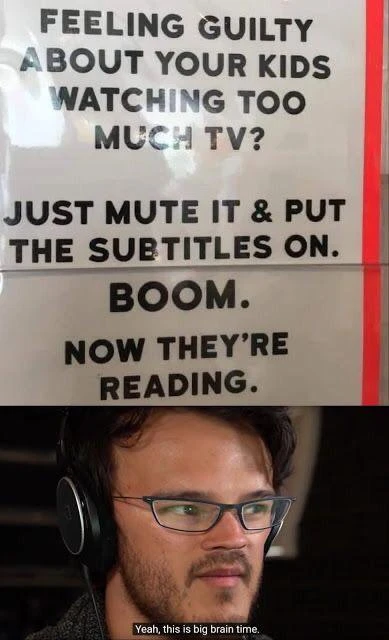 FEELING GUILTY
ABOUT YOUR KIDS
WATCHING TOO
MUCH TV?
JUST MUTE IT & PUT
THE SUBTITLES ON.
BOOM.
NOW THEY'RE
READING.
Yeah, this is big brain time.